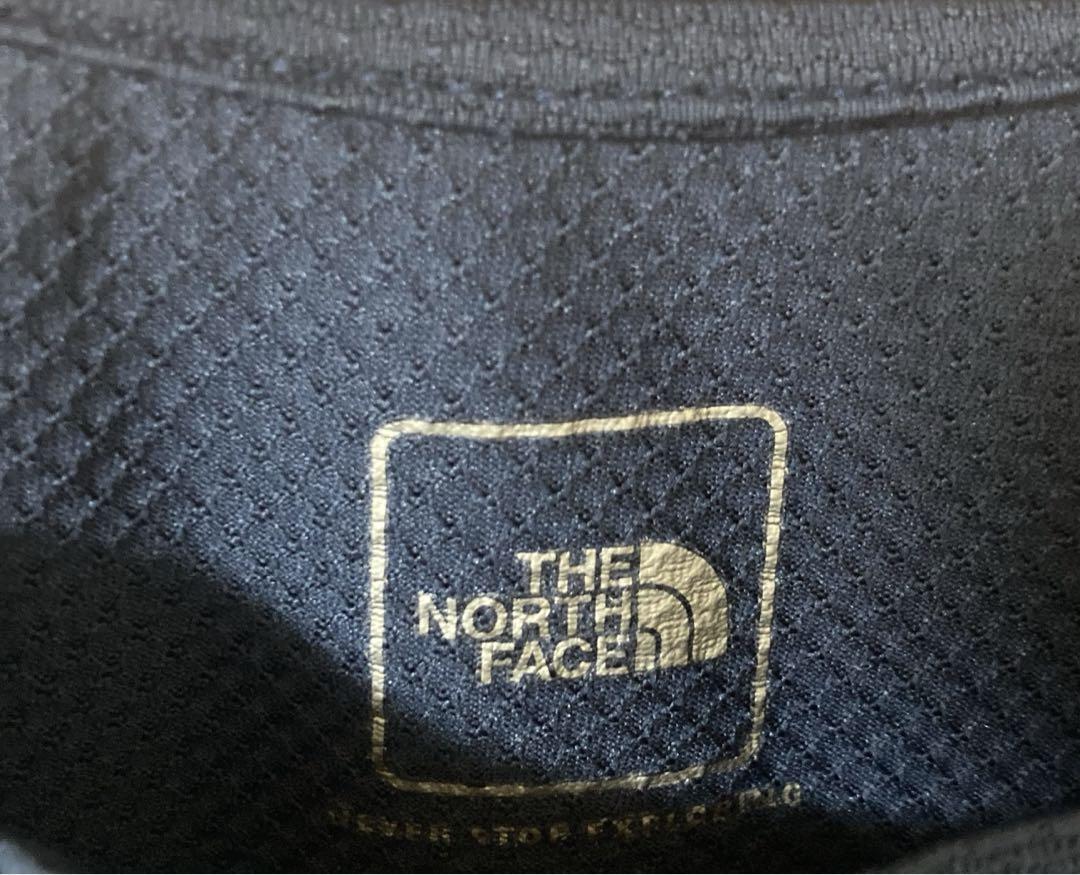 THE
NORTH
FACE
NEVER STOP EXPLORING